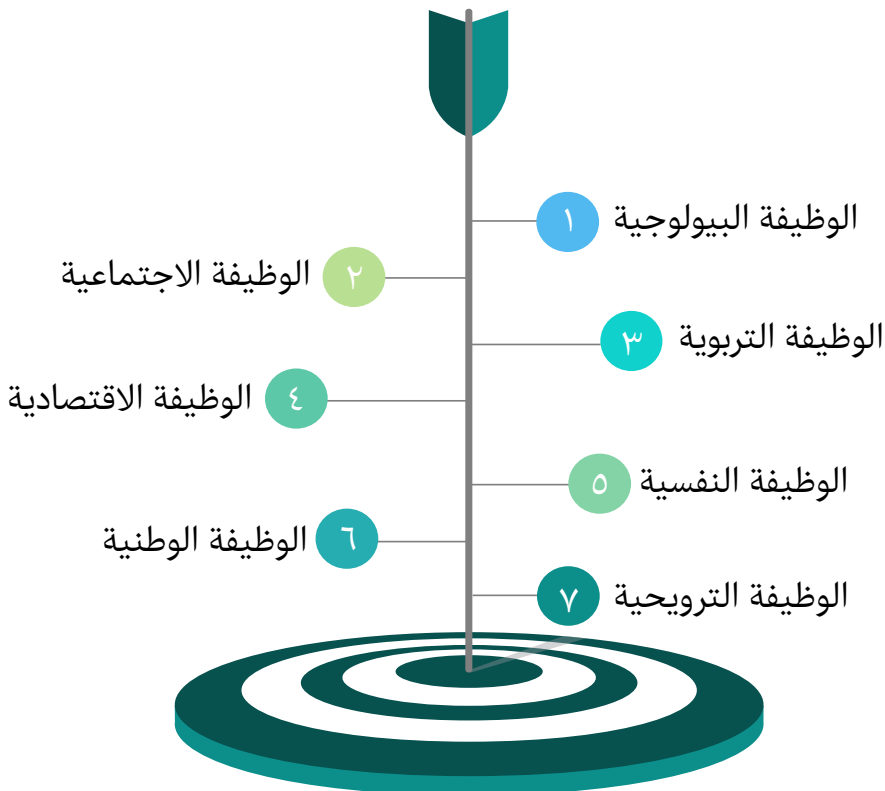 ١ الوظيفة البيولوجية
٢ الوظيفة الاجتماعية
٣ الوظيفة التربوية
٤ الوظيفة الاقتصادية
٥ الوظيفة النفسية
٦ الوظيفة الوطنية
٧ الوظيفة الترويحية